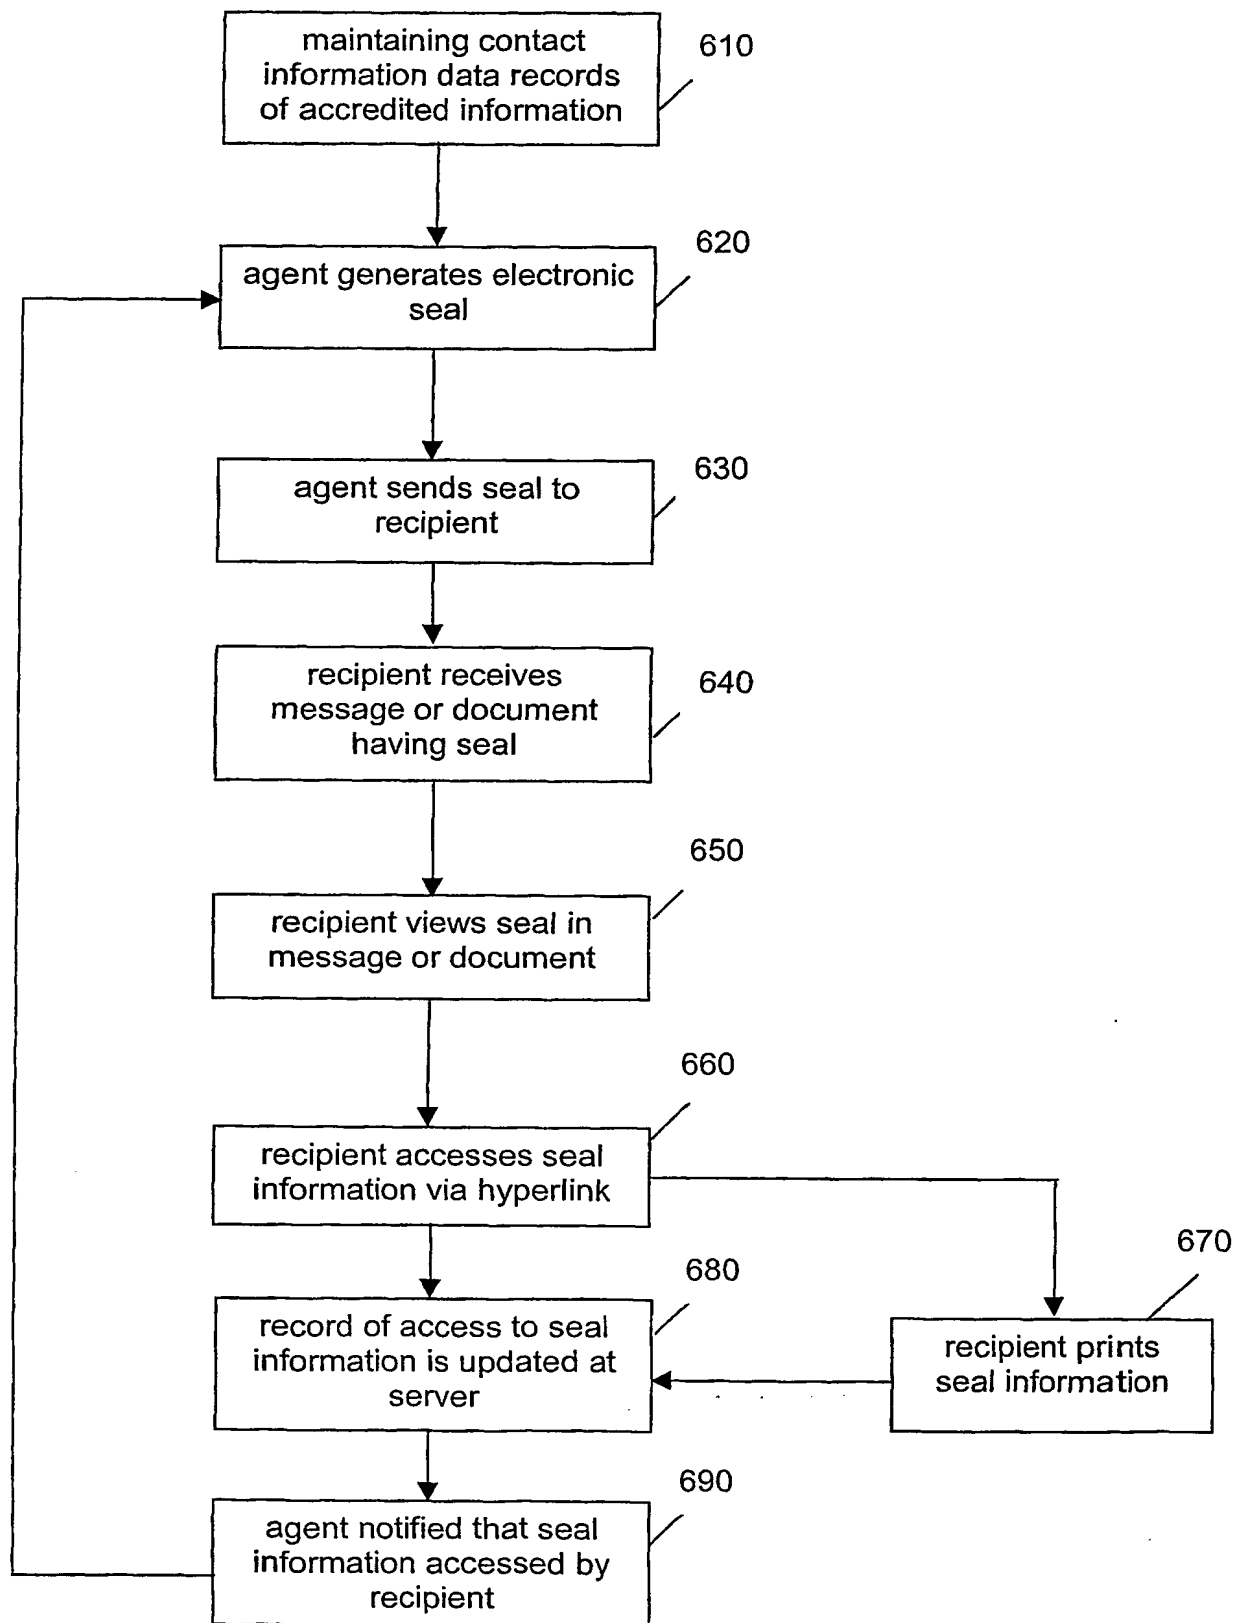 maintaining contact
information data records
of accredited information
610
agent generates electronic
seal
620
agent sends seal to
recipient
630
recipient receives
message or document
having seal
640
recipient views seal in
message or document
650
recipient accesses seal
information via hyperlink
660
recipient prints
seal information
670
record of access to seal
information is updated at
server
680
agent notified that seal
information accessed by
recipient
690